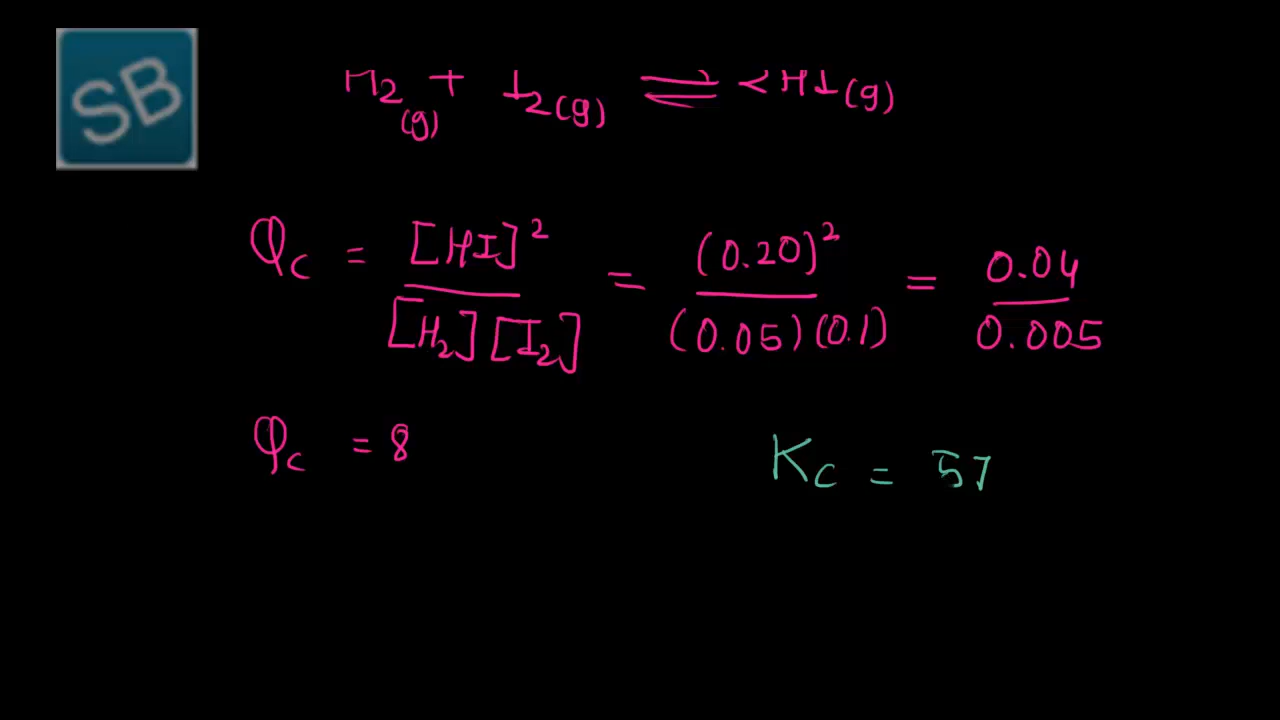 SB
H₂(g) + I₂(g) ⇌ 2HI(g)
Qc = [HI]² / [H₂][I₂] = (0.20)² / (0.05)(0.1) = 0.04 / 0.005
Qc = 8
Kc = 57